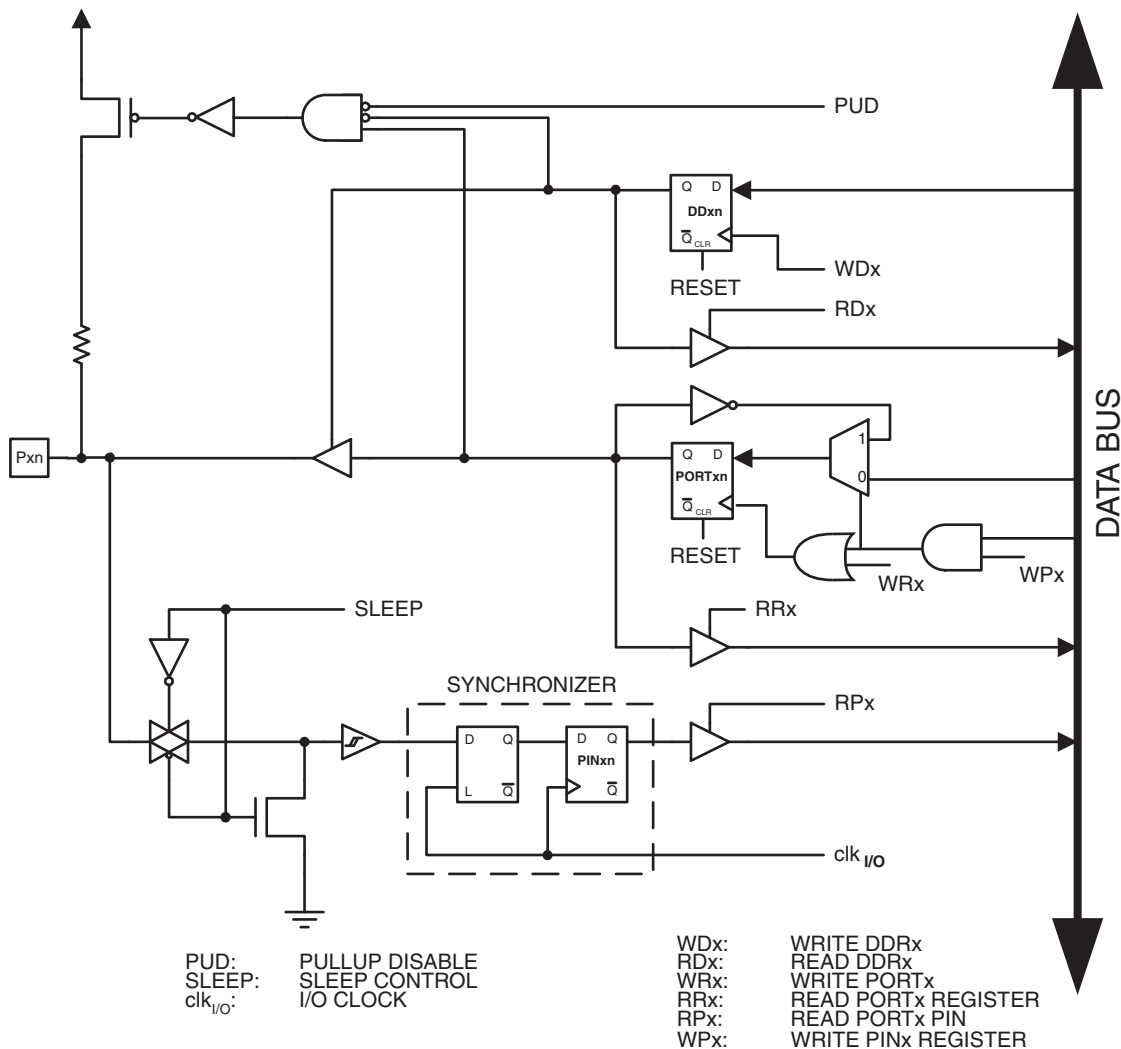 PUD
Q D
DDxn
Q CLR
WDx
RESET
RDx
DATA BUS
Pxn
1
Q D
PORTxn
0
Q CLR
RESET
WRx
WPx
SLEEP
RRx
SYNCHRONIZER
RPx
D Q
D Q
PINxn
L Q
Q
clk I/O
PUD: PULLUP DISABLE
SLEEP: SLEEP CONTROL
clkI/O: I/O CLOCK
WDx: WRITE DDRx
RDx: READ DDRx
WRx: WRITE PORTx
RRx: READ PORTx REGISTER
RPx: READ PORTx PIN
WPx: WRITE PINx REGISTER